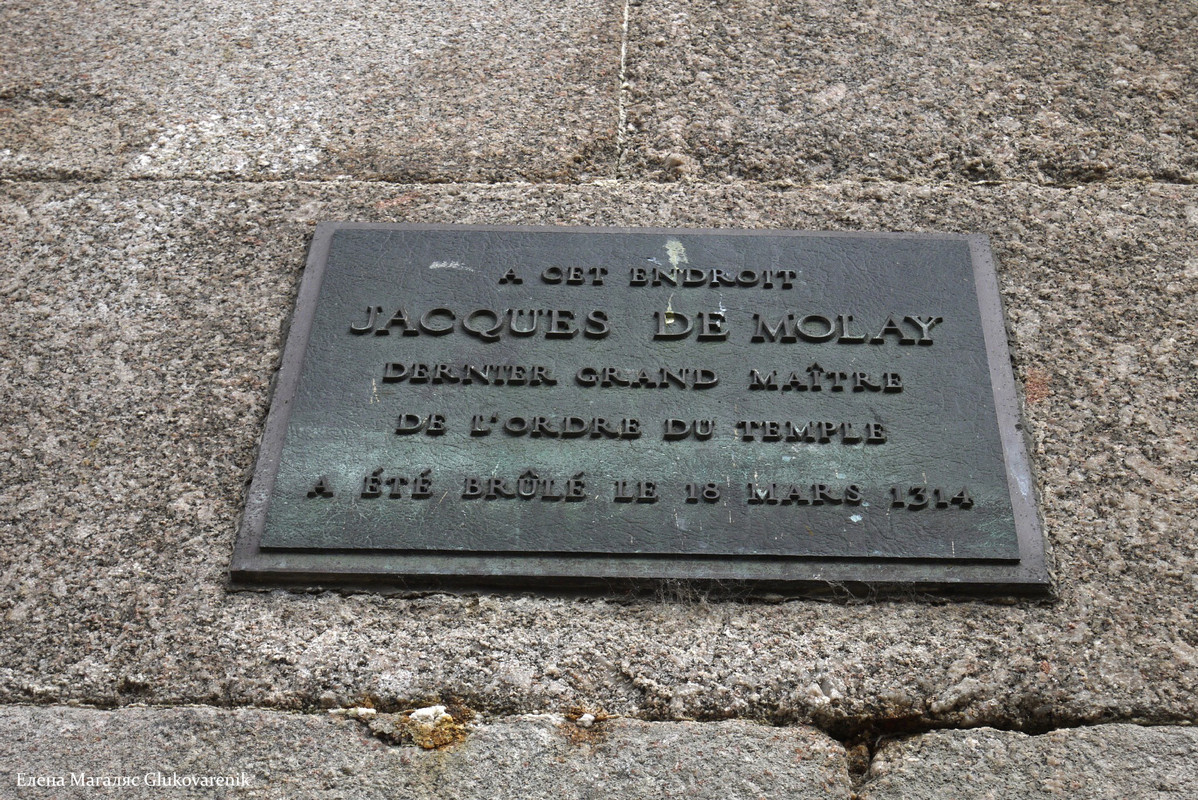 A CET ENDROIT
JACQUES DE MOLAY
DERNIER GRAND MAÎTRE
DE L'ORDRE DU TEMPLE
A ÉTÉ BRÛLÉ LE 18 MARS 1314
Елена Магаляс Glukovarenik